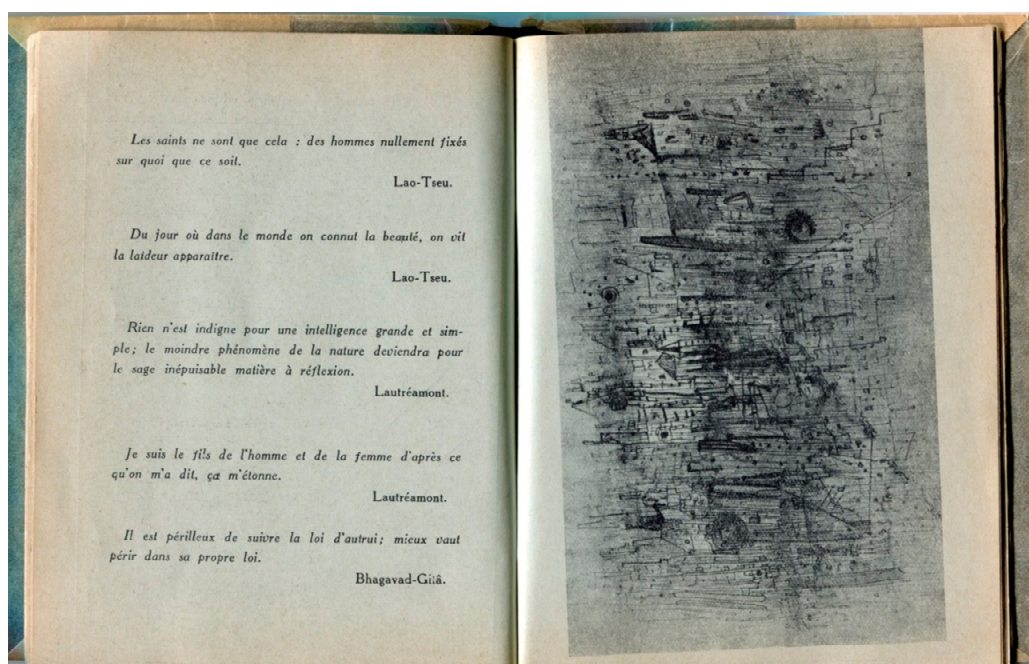 Les saints ne sont que cela : des hommes nullement fixés
sur quoi que ce soit.
Lao-Tseu.
Du jour où dans le monde on connut la beauté, on vit
la laideur apparaître.
Lao-Tseu.
Rien n'est indigne pour une intelligence grande et sim-
ple; le moindre phénomène de la nature deviendra pour
le sage inépuisable matière à réflexion.
Lautréamont.
Je suis le fils de l'homme et de la femme d'après ce
qu'on m'a dit, ça m'étonne.
Lautréamont.
Il est périlleux de suivre la loi d'autrui; mieux vaut
périr dans sa propre loi.
Bhagavad-Gitâ.